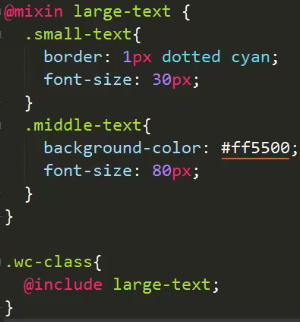 @mixin large-text {
.small-text{
border: 1px dotted cyan;
font-size: 30px;
}
.middle-text{
background-color: #ff5500;
font-size: 80px;
}
}
.wc-class{
@include large-text;
}